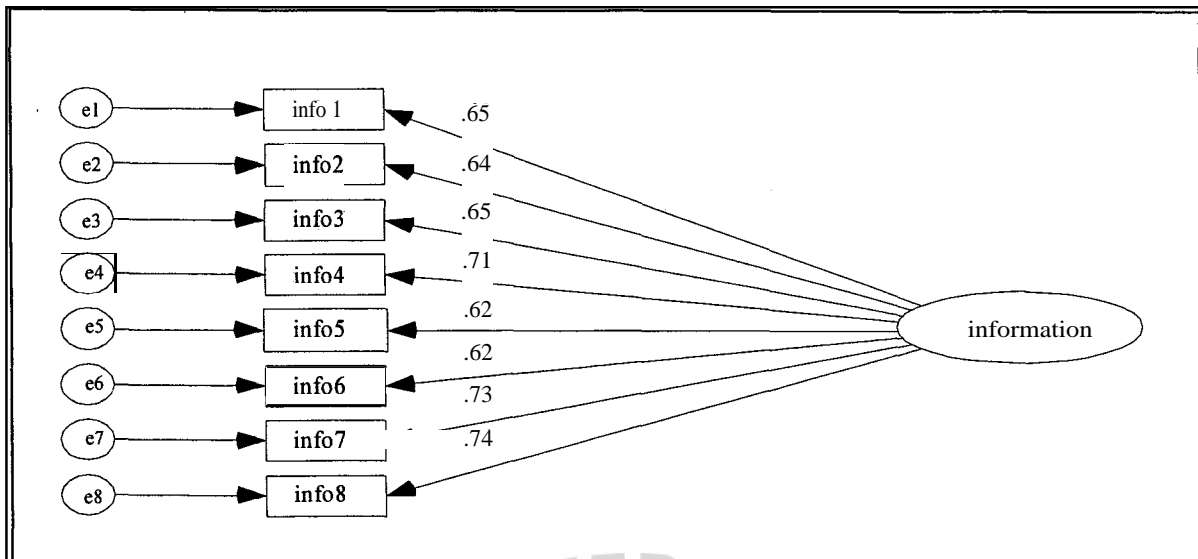 e1 info 1 .65
e2 info2 .64
e3 info3 .65
e4 info4 .71
e5 info5 .62
information
e6 info6 .62
e7 info7 .73
e8 info8 .74